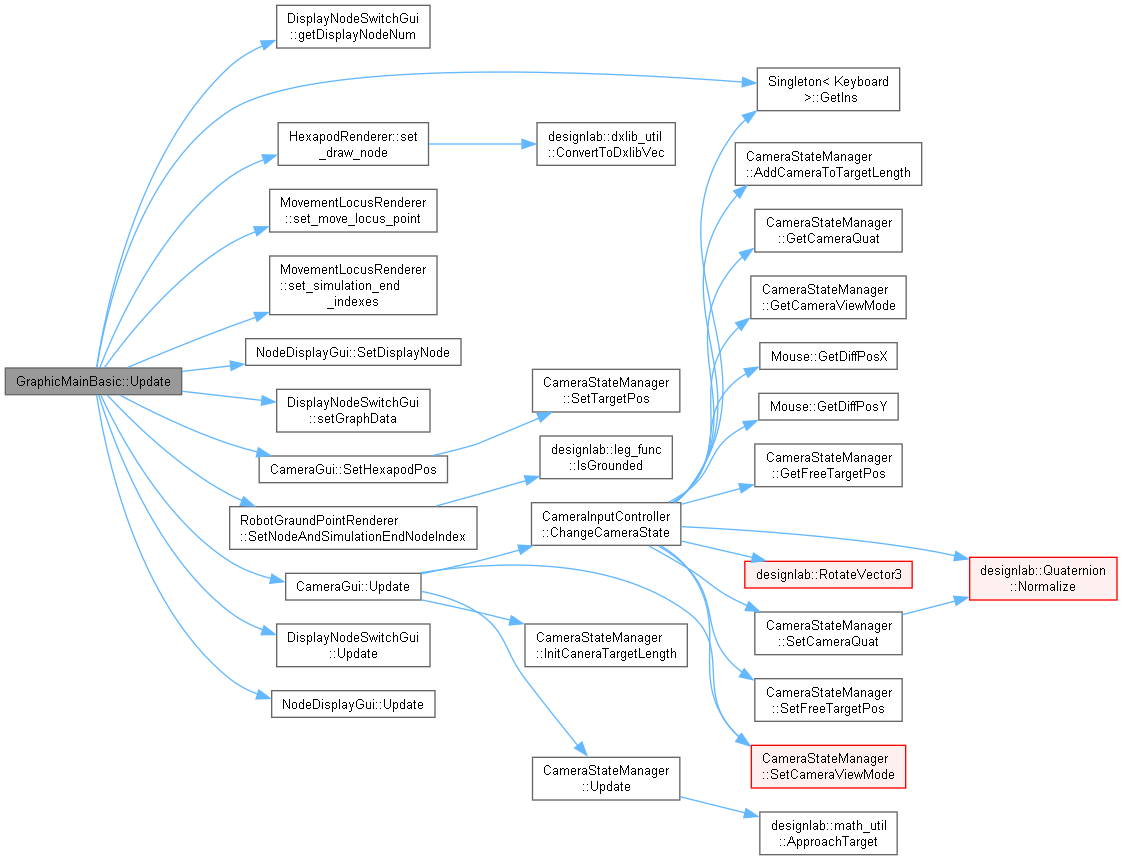 DisplayNodeSwitchGui
::getDisplayNodeNum
Singleton< Keyboard
>::GetIns
HexapodRenderer::set
_draw_node
designlab::dxlib_util
::ConvertToDxlibVec
CameraStateManager
::AddCameraToTargetLength
MovementLocusRenderer
::set_move_locus_point
CameraStateManager
::GetCameraQuat
MovementLocusRenderer
::set_simulation_end
_indexes
CameraStateManager
::GetCameraViewMode
NodeDisplayGui::SetDisplayNode
Mouse::GetDiffPosX
GraphicMainBasic::Update
CameraStateManager
::SetTargetPos
DisplayNodeSwitchGui
::setGraphData
Mouse::GetDiffPosY
CameraGui::SetHexapodPos
designlab::leg_func
::IsGrounded
CameraStateManager
::GetFreeTargetPos
RobotGraundPointRenderer
::SetNodeAndSimulationEndNodeIndex
CameraInputController
::ChangeCameraState
designlab::RotateVector3
designlab::Quaternion
::Normalize
CameraGui::Update
CameraStateManager
::SetCameraQuat
DisplayNodeSwitchGui
::Update
CameraStateManager
::InitCaneraTargetLength
CameraStateManager
::SetFreeTargetPos
NodeDisplayGui::Update
CameraStateManager
::SetCameraViewMode
CameraStateManager
::Update
designlab::math_util
::ApproachTarget